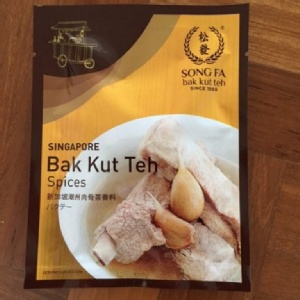 松發
SONG FA
bak kut teh
SINCE 1969
SINGAPORE
Bak Kut Teh
Spices
新加坡潮州肉骨茶香料
バクテー